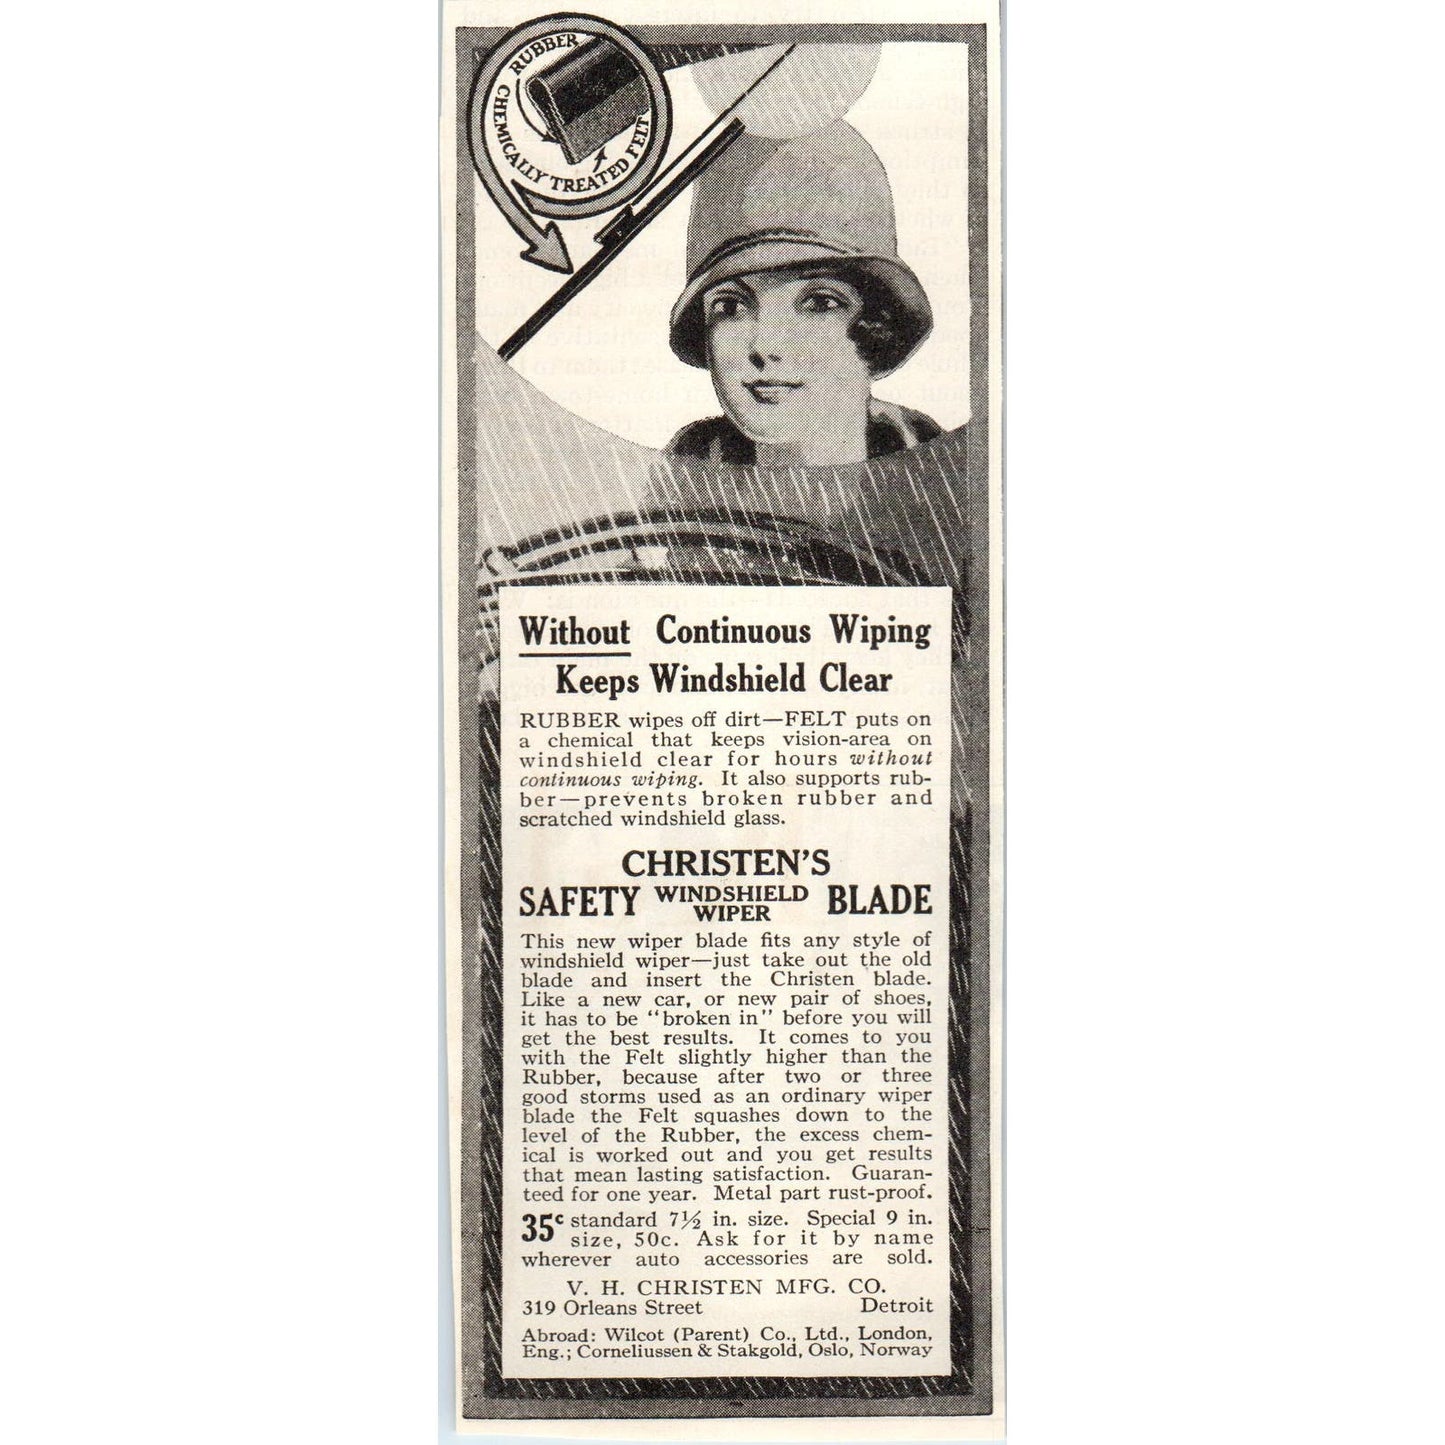 RUBBER
CHEMICALLY TREATED FELT
Without Continuous Wiping
Keeps Windshield Clear
RUBBER wipes off dirt—FELT puts on
a chemical that keeps vision-area on
windshield clear for hours without
continuous wiping. It also supports rub-
ber—prevents broken rubber and
scratched windshield glass.
CHRISTEN'S
SAFETY WINDSHIELD WIPER BLADE
This new wiper blade fits any style of
windshield wiper—just take out the old
blade and insert the Christen blade.
Like a new car, or new pair of shoes,
it has to be "broken in" before you will
get the best results. It comes to you
with the Felt slightly higher than the
Rubber, because after two or three
good storms used as an ordinary wiper
blade the Felt squashes down to the
level of the Rubber, the excess chem-
ical is worked out and you get results
that mean lasting satisfaction. Guaran-
teed for one year. Metal part rust-proof.
35c standard 7½ in. size. Special 9 in.
size, 50c. Ask for it by name
wherever auto accessories are sold.
V. H. CHRISTEN MFG. CO.
319 Orleans Street Detroit
Abroad: Wilcot (Parent) Co., Ltd., London,
Eng.; Corneliussen & Stakgold, Oslo, Norway